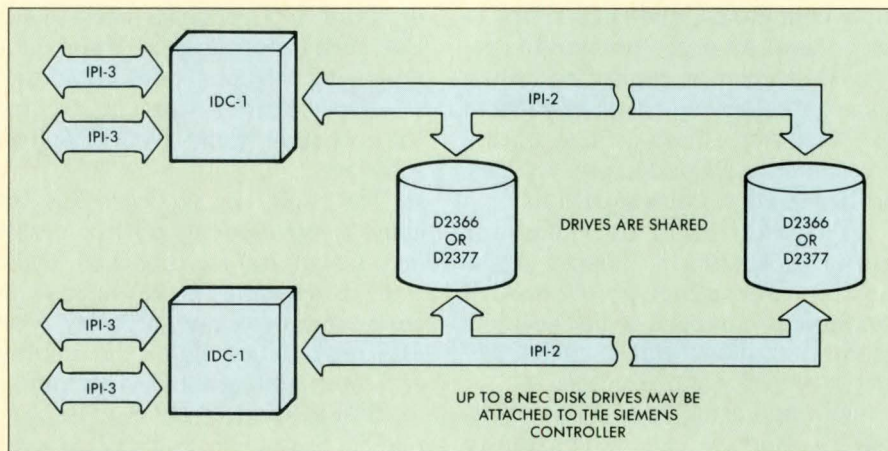 IPI-3
IPI-3
IDC-1
IPI-2
D2366
OR
D2377
DRIVES ARE SHARED
D2366
OR
D2377
IPI-3
IPI-3
IDC-1
IPI-2
UP TO 8 NEC DISK DRIVES MAY BE
ATTACHED TO THE SIEMENS
CONTROLLER